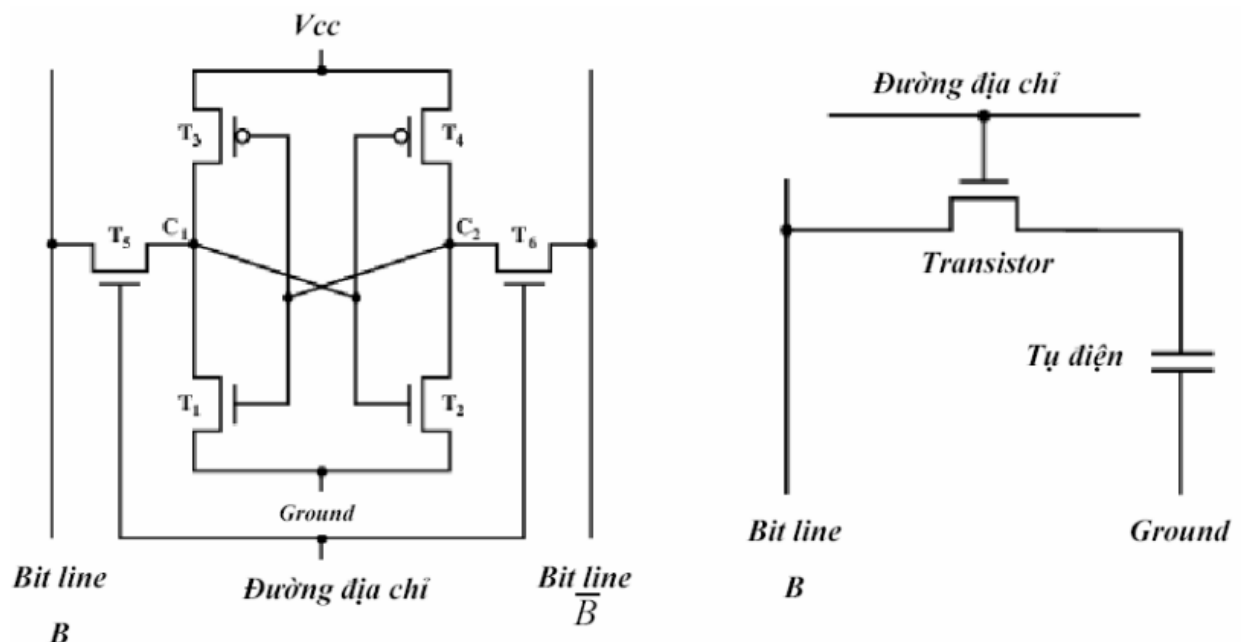 Vcc
T3
T4
T5
C1
C2
T6
T1
T2
Ground
Đường địa chỉ
Bit line
B
Bit line
B̅
Đường địa chỉ
Transistor
Tụ điện
Bit line
B
Ground